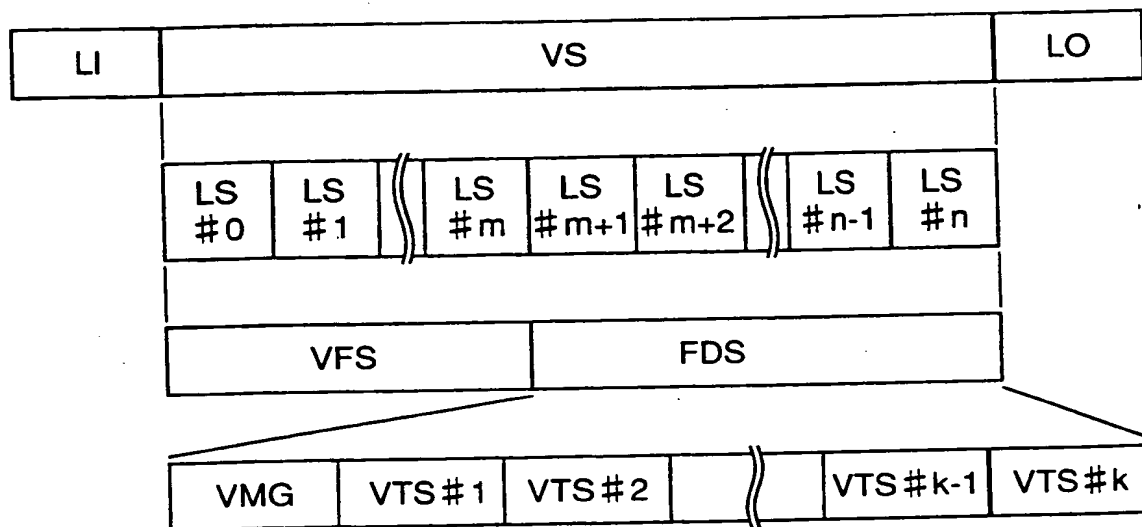 LI VS LO
LS LS LS LS LS LS LS
#0 #1 #m #m+1 #m+2 #n-1 #n
VFS FDS
VMG VTS#1 VTS#2 VTS#k-1 VTS#k